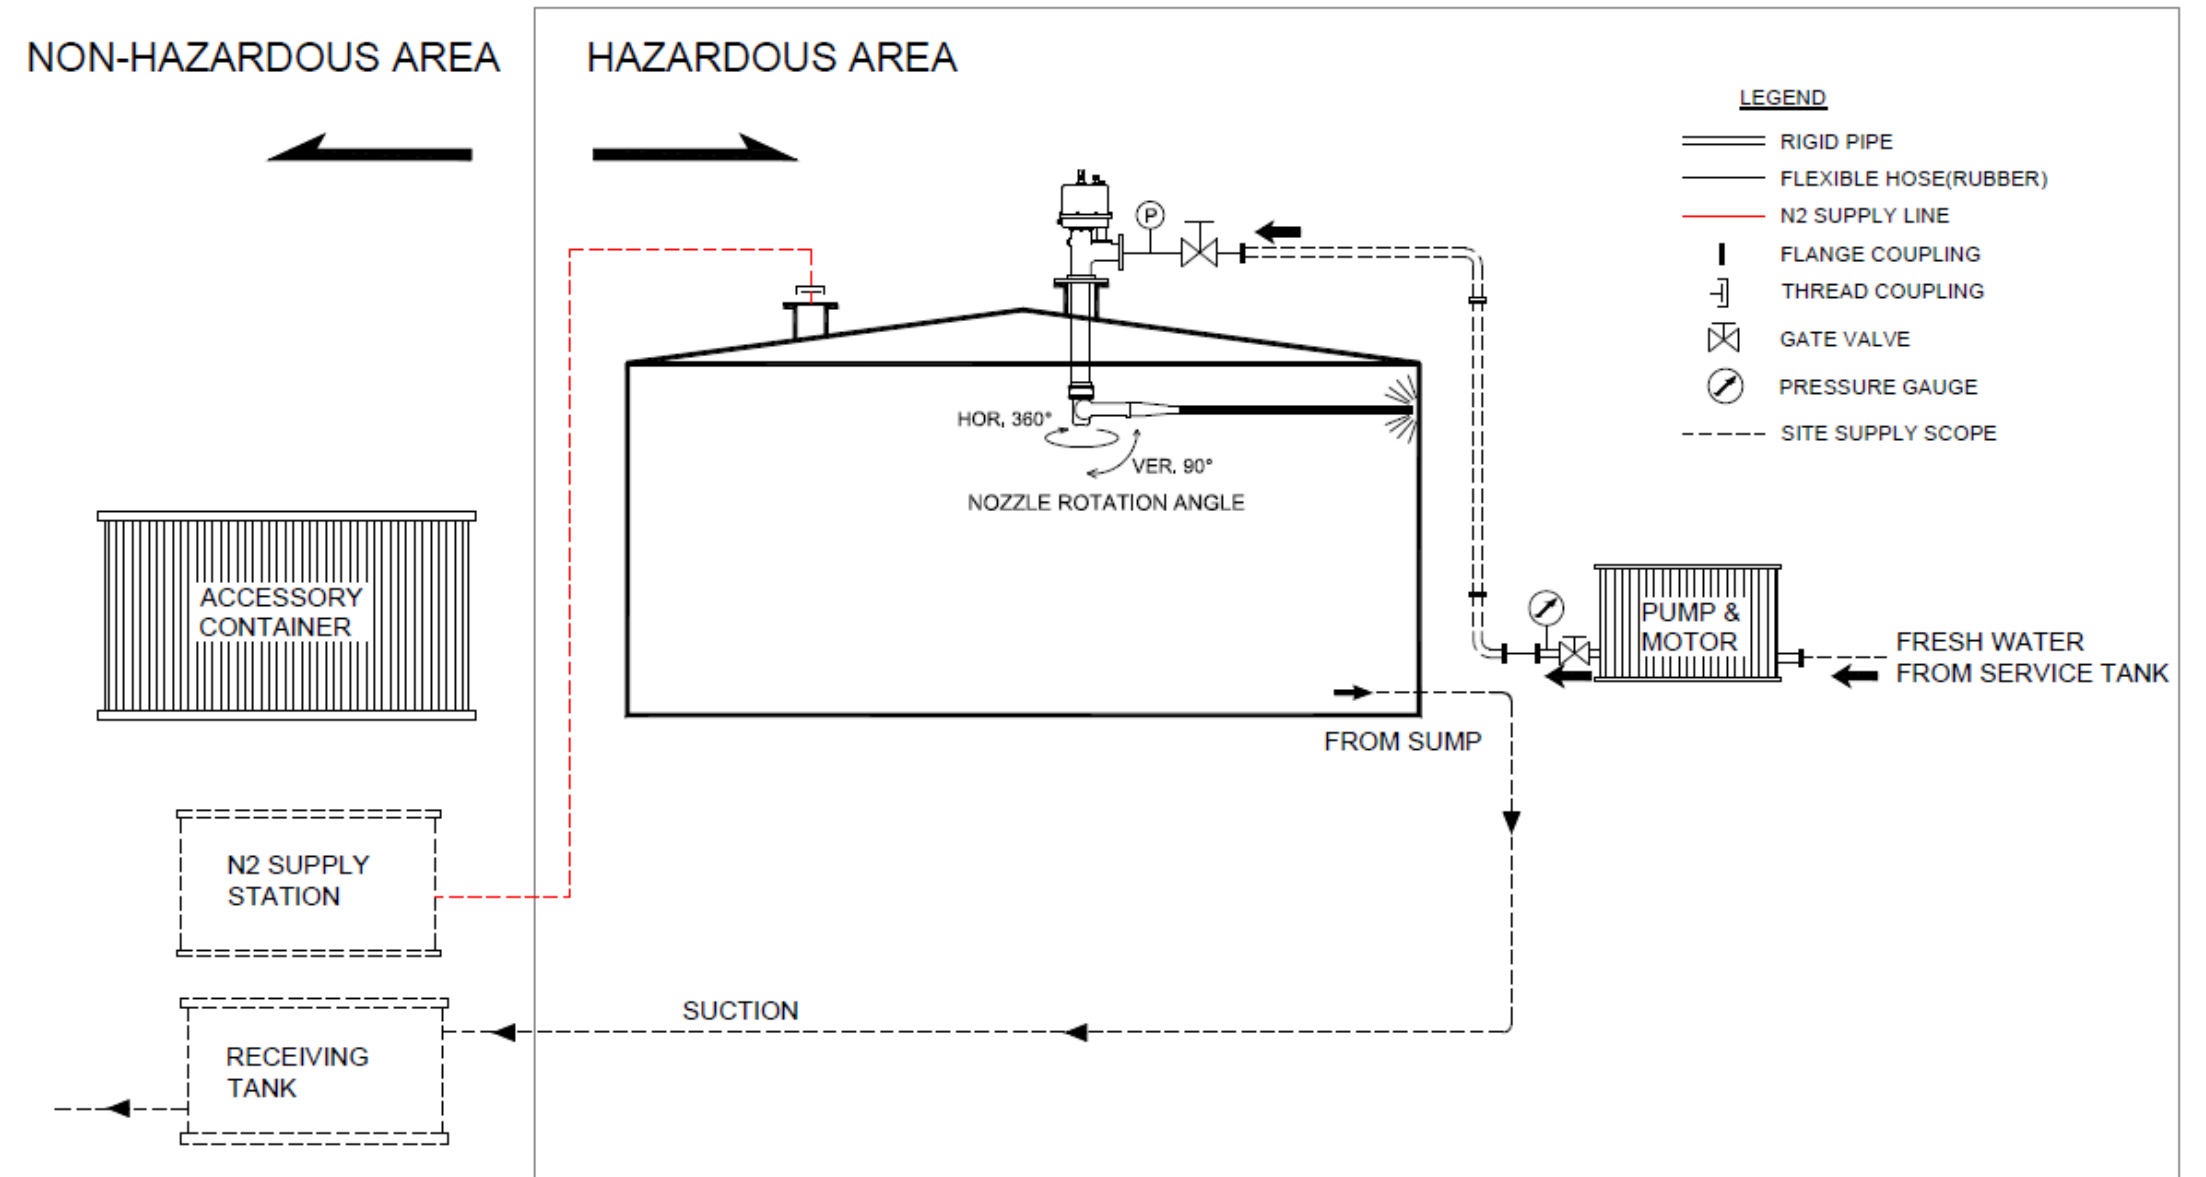 NON-HAZARDOUS AREA
HAZARDOUS AREA
LEGEND
RIGID PIPE
FLEXIBLE HOSE(RUBBER)
N2 SUPPLY LINE
FLANGE COUPLING
THREAD COUPLING
GATE VALVE
PRESSURE GAUGE
SITE SUPPLY SCOPE
P
HOR. 360°
VER. 90°
NOZZLE ROTATION ANGLE
ACCESSORY
CONTAINER
PUMP &
MOTOR
FRESH WATER
FROM SERVICE TANK
FROM SUMP
N2 SUPPLY
STATION
SUCTION
RECEIVING
TANK